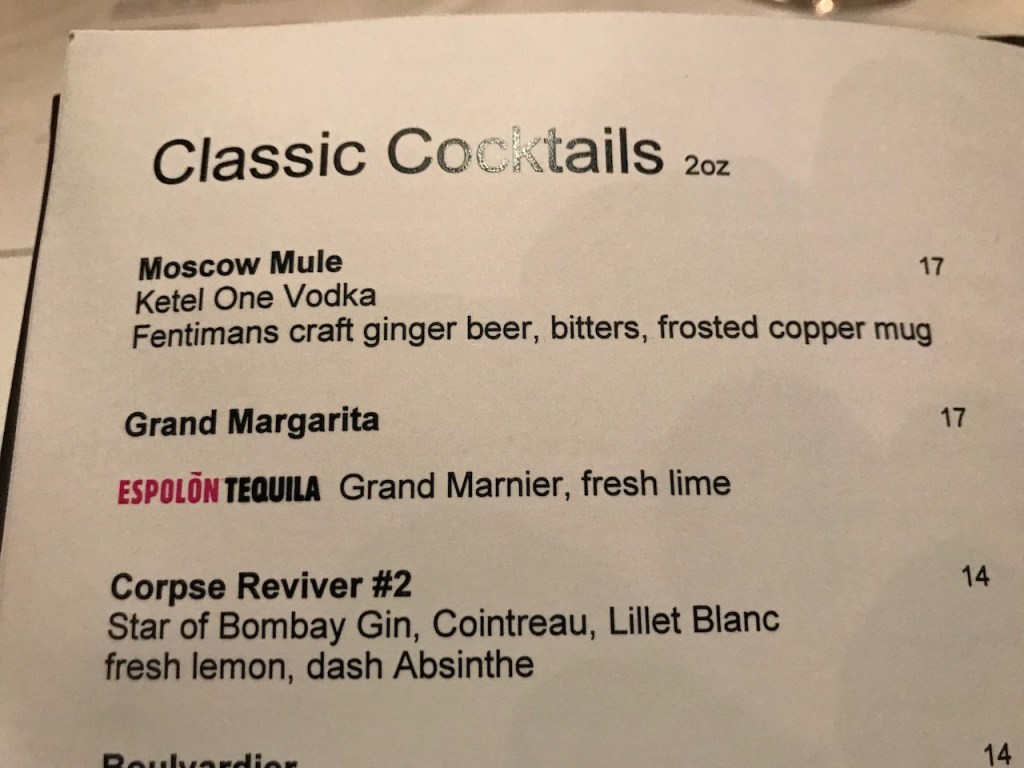 Classic Cocktails 2oz
Moscow Mule 17
Ketel One Vodka
Fentimans craft ginger beer, bitters, frosted copper mug
Grand Margarita 17
ESPOLÒN TEQUILA Grand Marnier, fresh lime
Corpse Reviver #2 14
Star of Bombay Gin, Cointreau, Lillet Blanc
fresh lemon, dash Absinthe
Boulvardier 14